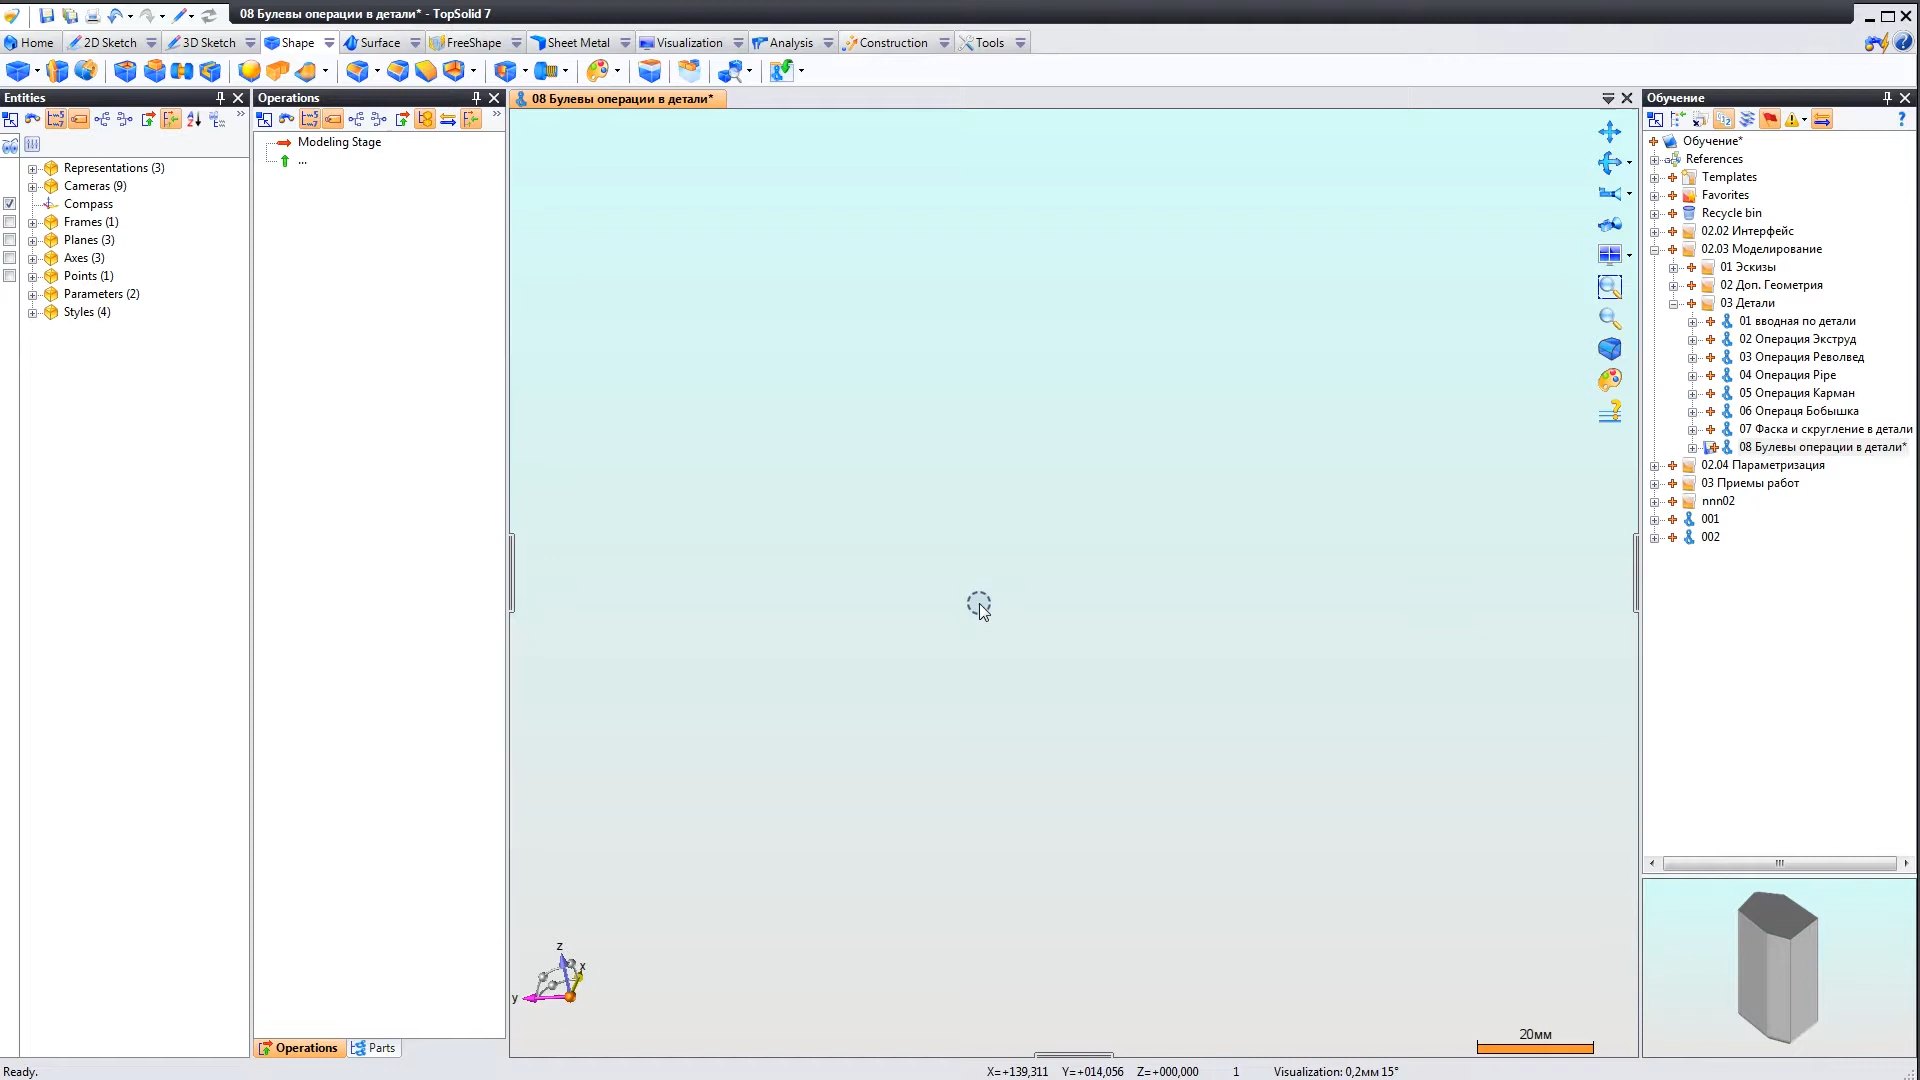 08 Булевы операции в детали* - TopSolid 7
Home
2D Sketch
3D Sketch
Shape
Surface
FreeShape
Sheet Metal
Visualization
Analysis
Construction
Tools
Entities
Representations (3)
Cameras (9)
Compass
Frames (1)
Planes (3)
Axes (3)
Points (1)
Parameters (2)
Styles (4)
Operations
Modeling Stage
...
Operations
Parts
08 Булевы операции в детали*
z
x
y
20мм
Обучение
Обучение*
References
Templates
Favorites
Recycle bin
02.02 Интерфейс
02.03 Моделирование
01 Эскизы
02 Доп. Геометрия
03 Детали
01 вводная по детали
02 Операция Экструд
03 Операция Револвед
04 Операция Pipe
05 Операция Карман
06 Операця Бобышка
07 Фаска и скругление в детали
08 Булевы операции в детали*
02.04 Параметризация
03 Приемы работ
nnn02
001
002
Ready.
X=+139,311 Y=+014,056 Z=+000,000 1 Visualization: 0,2мм 15°